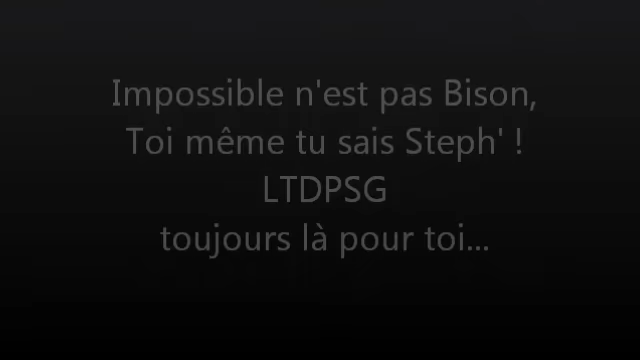 Impossible n'est pas Bison,
Toi même tu sais Steph' !
LTDPSG
toujours là pour toi...